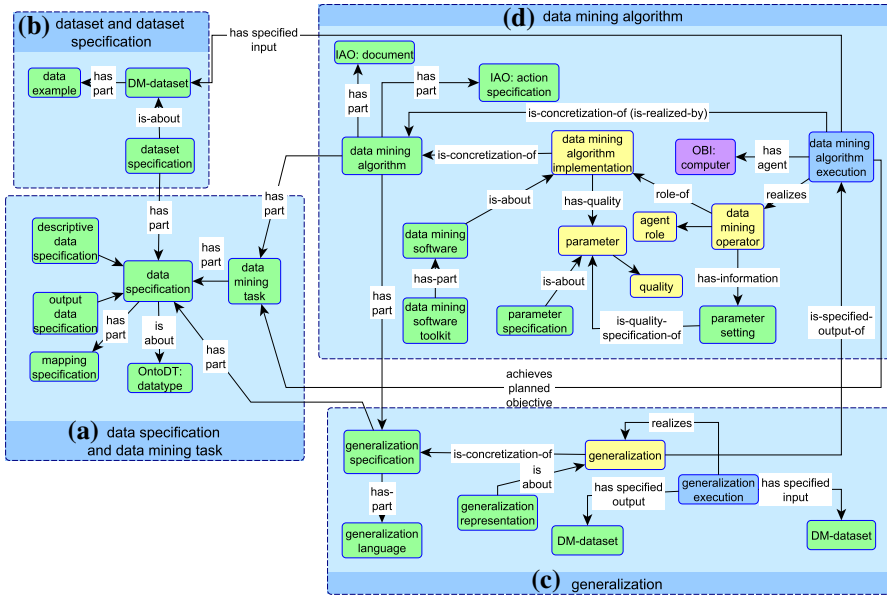 (b) dataset and dataset
specification
has specified
input
data
example
has
part
DM-dataset
is-about
dataset
specification
has
part
(d) data mining algorithm
IAO: document
has
part
has
part
IAO: action
specification
is-concretization-of (is-realized-by)
data mining
algorithm
is-concretization-of
data mining
algorithm
implementation
OBI:
computer
has
agent
data mining
algorithm
execution
has
part
is-about
has-quality
role-of
realizes
agent
role
data
mining
operator
data mining
software
parameter
has-part
quality
has-information
data mining
software
toolkit
is-about
parameter
specification
is-quality-
specification-of
parameter
setting
is-specified-
output-of
has
part
descriptive
data
specification
has
part
data
specification
data
mining
task
output
data
specification
has
part
is
about
mapping
specification
OntoDT:
datatype
has
part
(a) data specification
and data mining task
achieves
planned
objective
generalization
specification
is-concretization-of
generalization
realizes
is
about
has-
part
generalization
representation
has specified
output
generalization
execution
has specified
input
generalization
language
DM-dataset
DM-dataset
(c) generalization